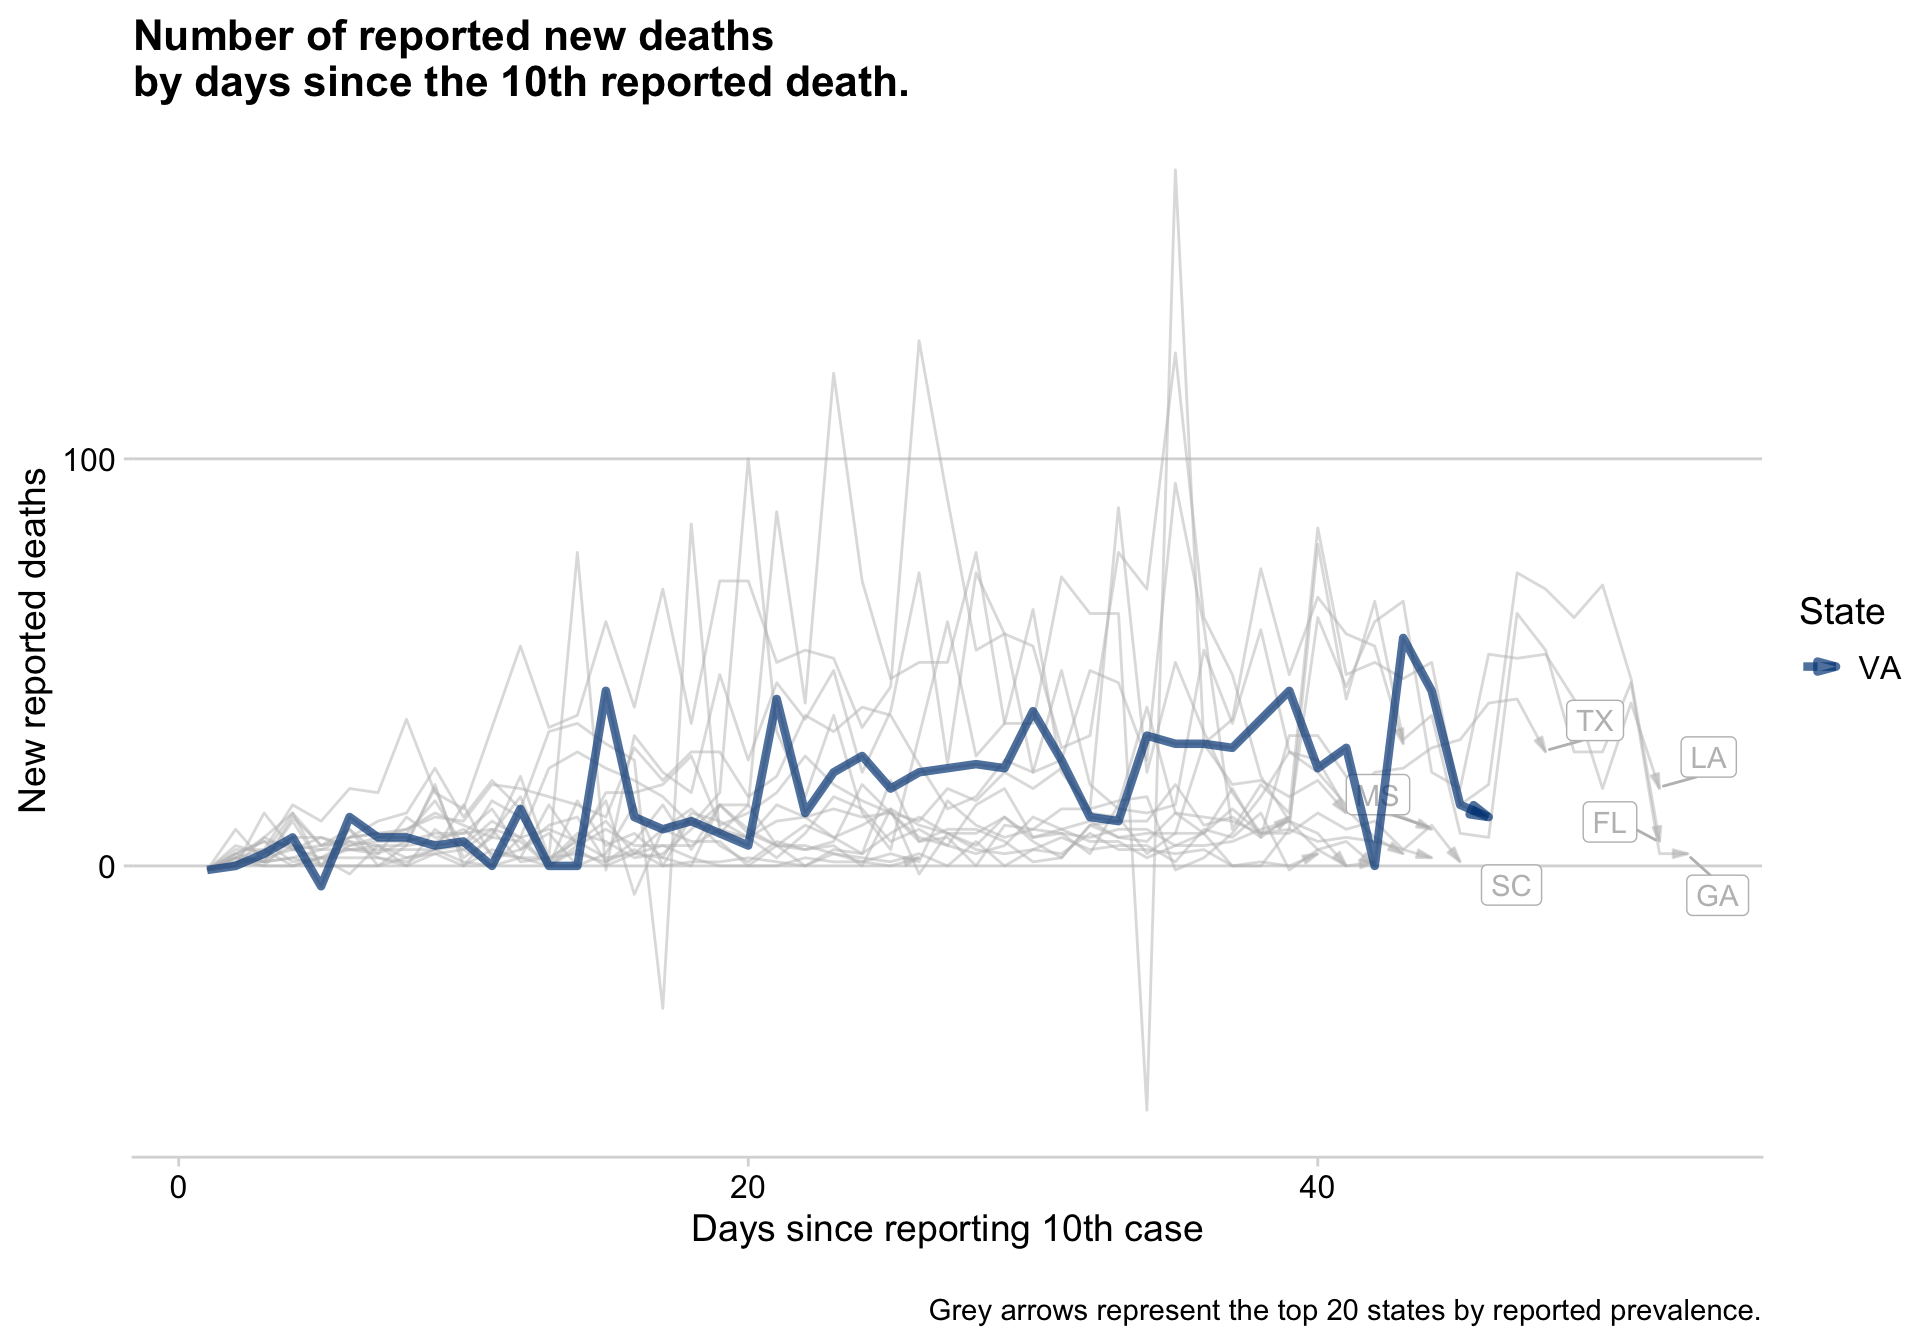 Number of reported new deaths
by days since the 10th reported death.
New reported deaths
100
0
TX
LA
MS
FL
SC
GA
State
VA
0
20
40
Days since reporting 10th case
Grey arrows represent the top 20 states by reported prevalence.